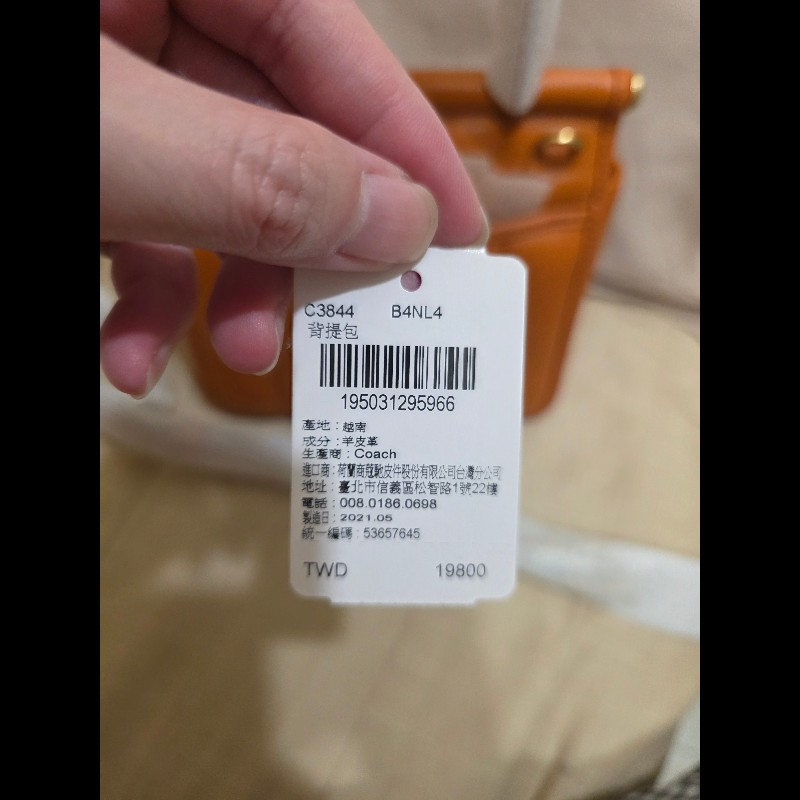 C3844 B4NL4
背提包
195031295966
產地：越南
成分：羊皮革
生產商：Coach
進口商：荷蘭商蔻馳皮件股份有限公司台灣分公司
地址：臺北市信義區松智路1號22樓
電話：008.0186.0698
製造日：2021.05
統一編碼：53657645
TWD 19800